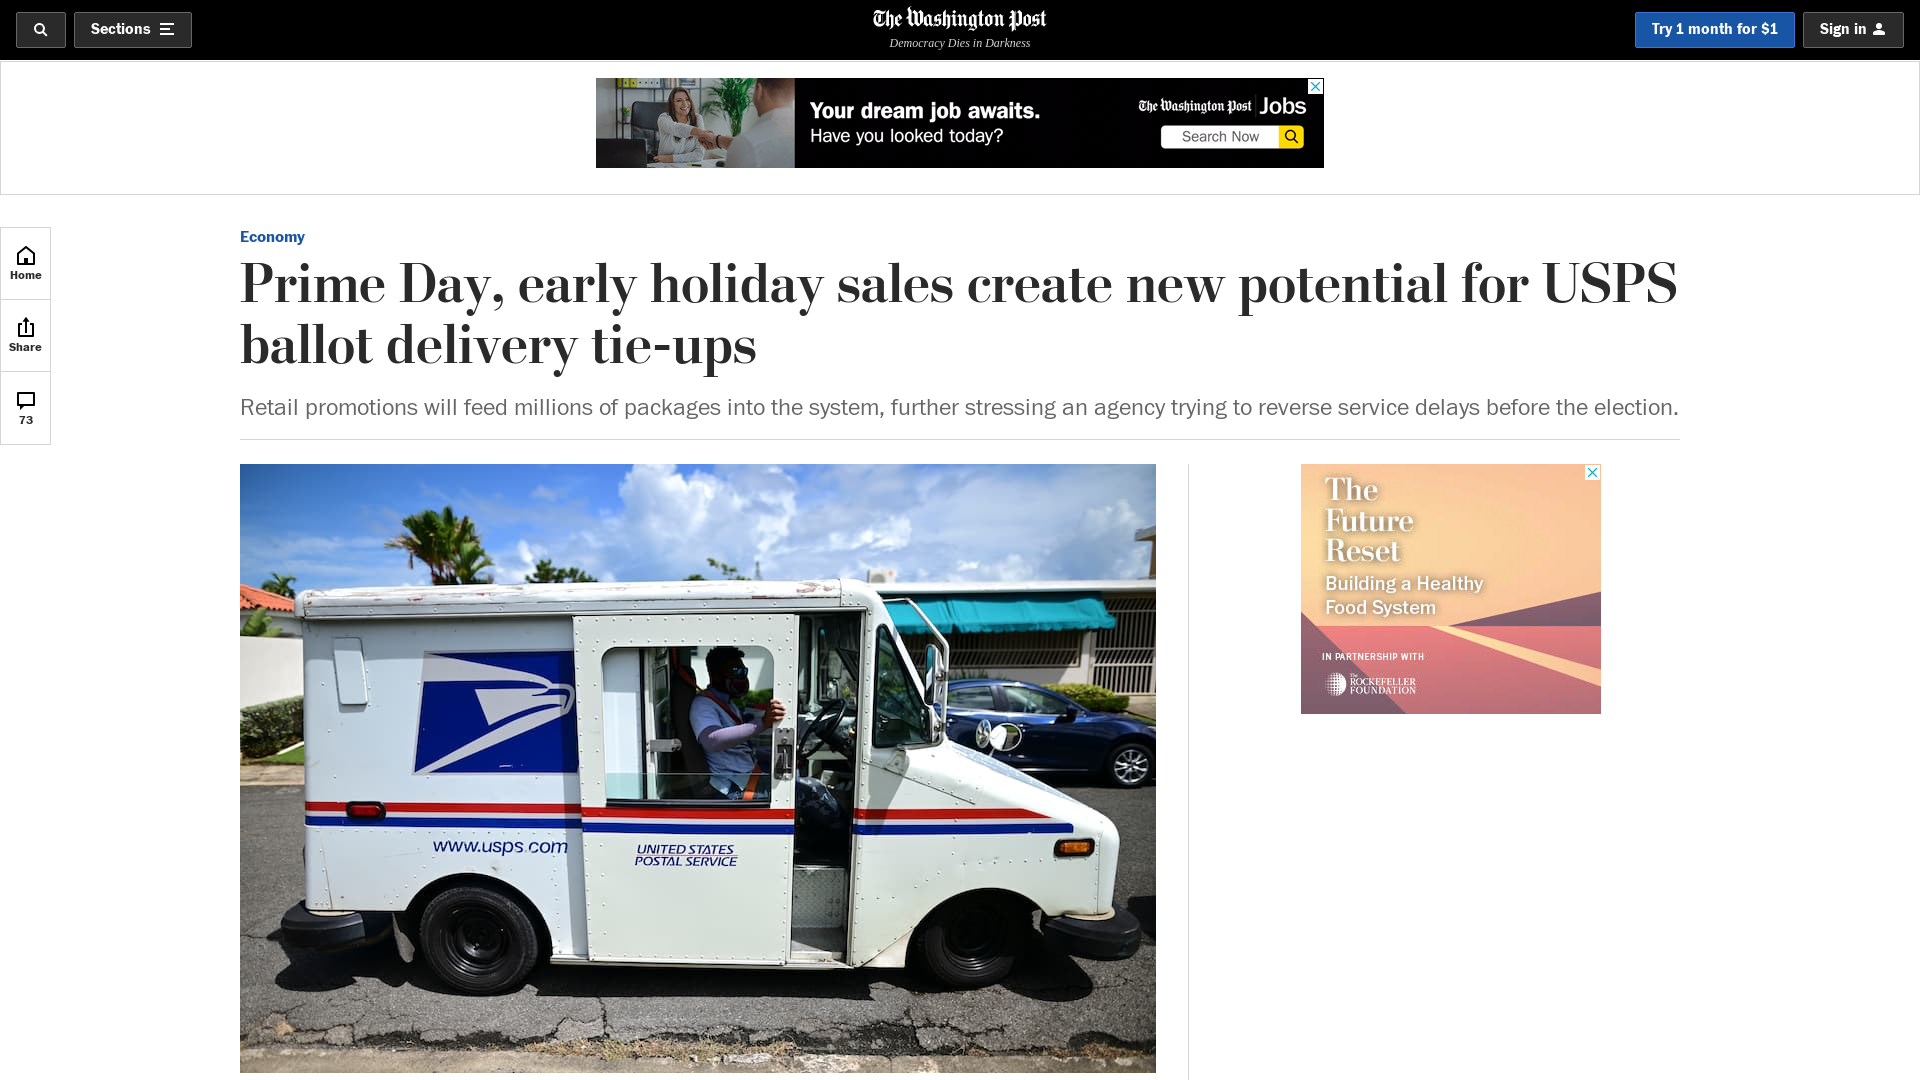 Sections
The Washington Post
Democracy Dies in Darkness
Try 1 month for $1
Sign in
Your dream job awaits.
Have you looked today?
The Washington Post Jobs
Search Now
Home
Share
73
Economy
Prime Day, early holiday sales create new potential for USPS
ballot delivery tie-ups
Retail promotions will feed millions of packages into the system, further stressing an agency trying to reverse service delays before the election.
www.usps.com
UNITED STATES
POSTAL SERVICE
The
Future
Reset
Building a Healthy
Food System
IN PARTNERSHIP WITH
The
ROCKEFELLER
FOUNDATION